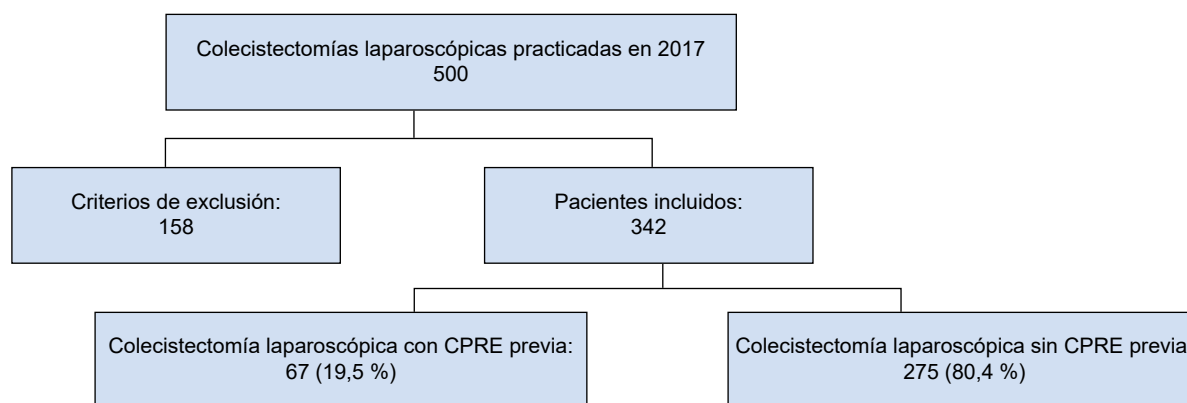 Colecistectomías laparoscópicas practicadas en 2017
500
Criterios de exclusión:
158
Pacientes incluidos:
342
Colecistectomía laparoscópica con CPRE previa:
67 (19,5 %)
Colecistectomía laparoscópica sin CPRE previa
275 (80,4 %)